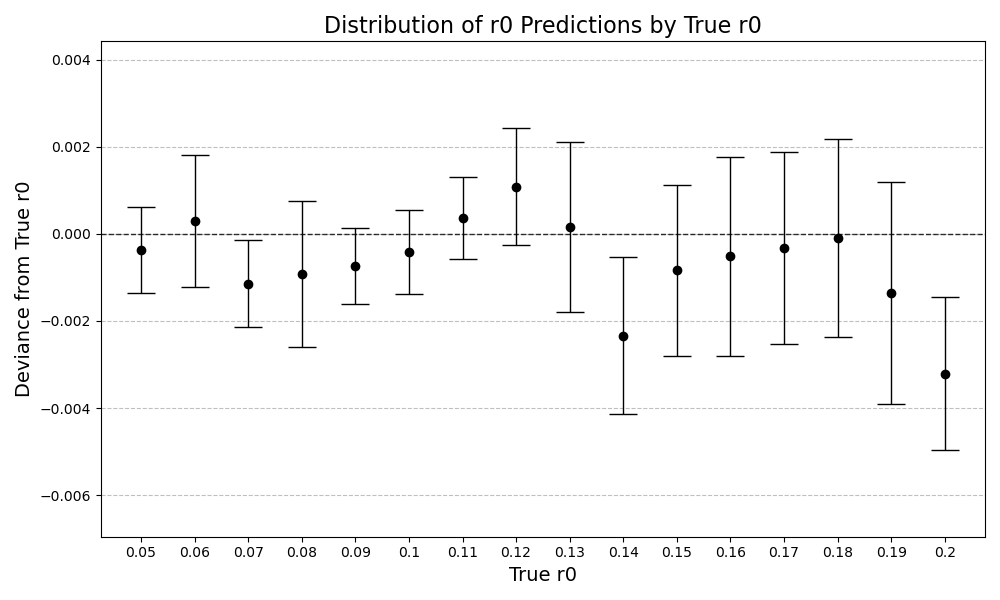 Distribution of r0 Predictions by True r0
Deviance from True r0
0.004
0.002
0.000
−0.002
−0.004
−0.006
0.05 0.06 0.07 0.08 0.09 0.1 0.11 0.12 0.13 0.14 0.15 0.16 0.17 0.18 0.19 0.2
True r0